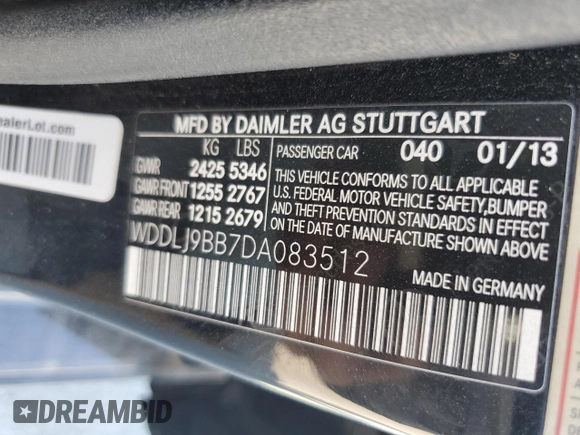 ealerLot.com
MFD BY DAIMLER AG STUTTGART
KG LBS
PASSENGER CAR 040 01/13
GVWR 2425 5346
GAWR FRONT 1255 2767
GAWR REAR 1215 2679
THIS VEHICLE CONFORMS TO ALL APPLICABLE
U.S. FEDERAL MOTOR VEHICLE SAFETY, BUMPER
AND THEFT PREVENTION STANDARDS IN EFFECT
ON THE DATE OF MANUFACTURE SHOWN ABOVE.
WDDLJ9BB7DA083512
MADE IN GERMANY
DREAMBID